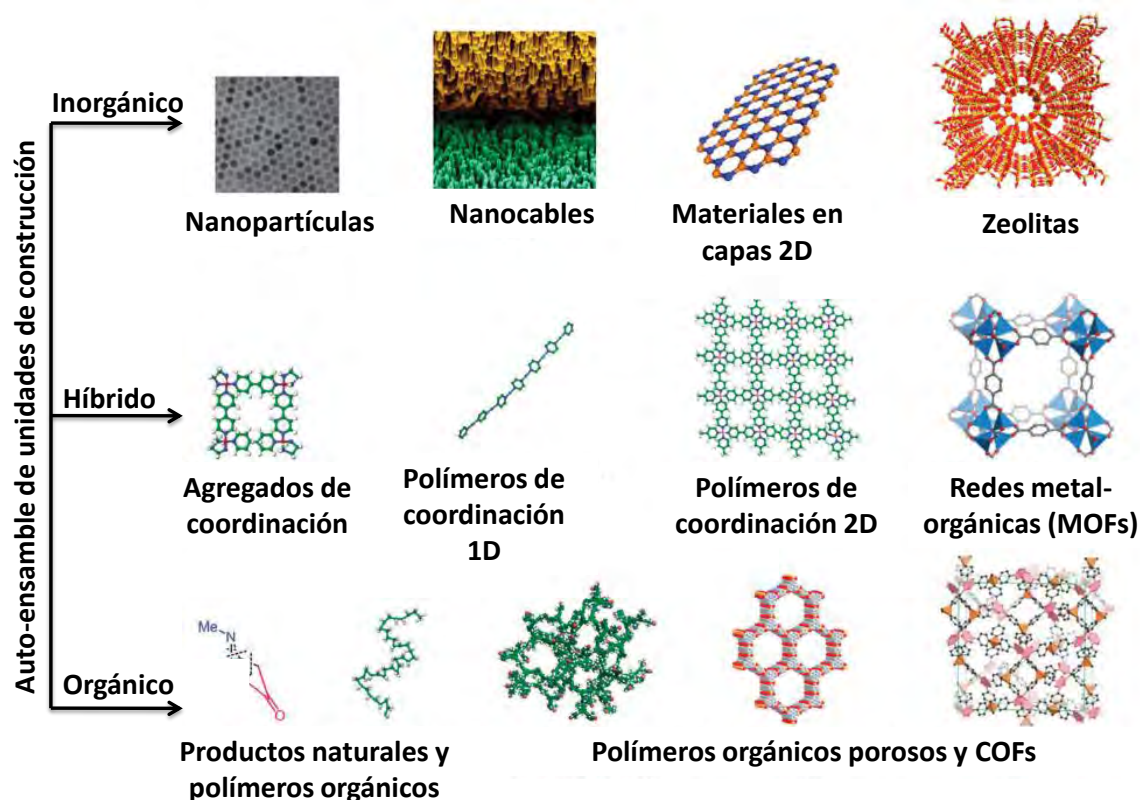 Auto-ensamble de unidades de construcción
Inorgánico
Nanopartículas
Nanocables
Materiales en
capas 2D
Zeolitas
Híbrido
Agregados de
coordinación
Polímeros de
coordinación
1D
Polímeros de
coordinación 2D
Redes metal-
orgánicas (MOFs)
Orgánico
Me
N
O
Productos naturales y
polímeros orgánicos
Polímeros orgánicos porosos y COFs